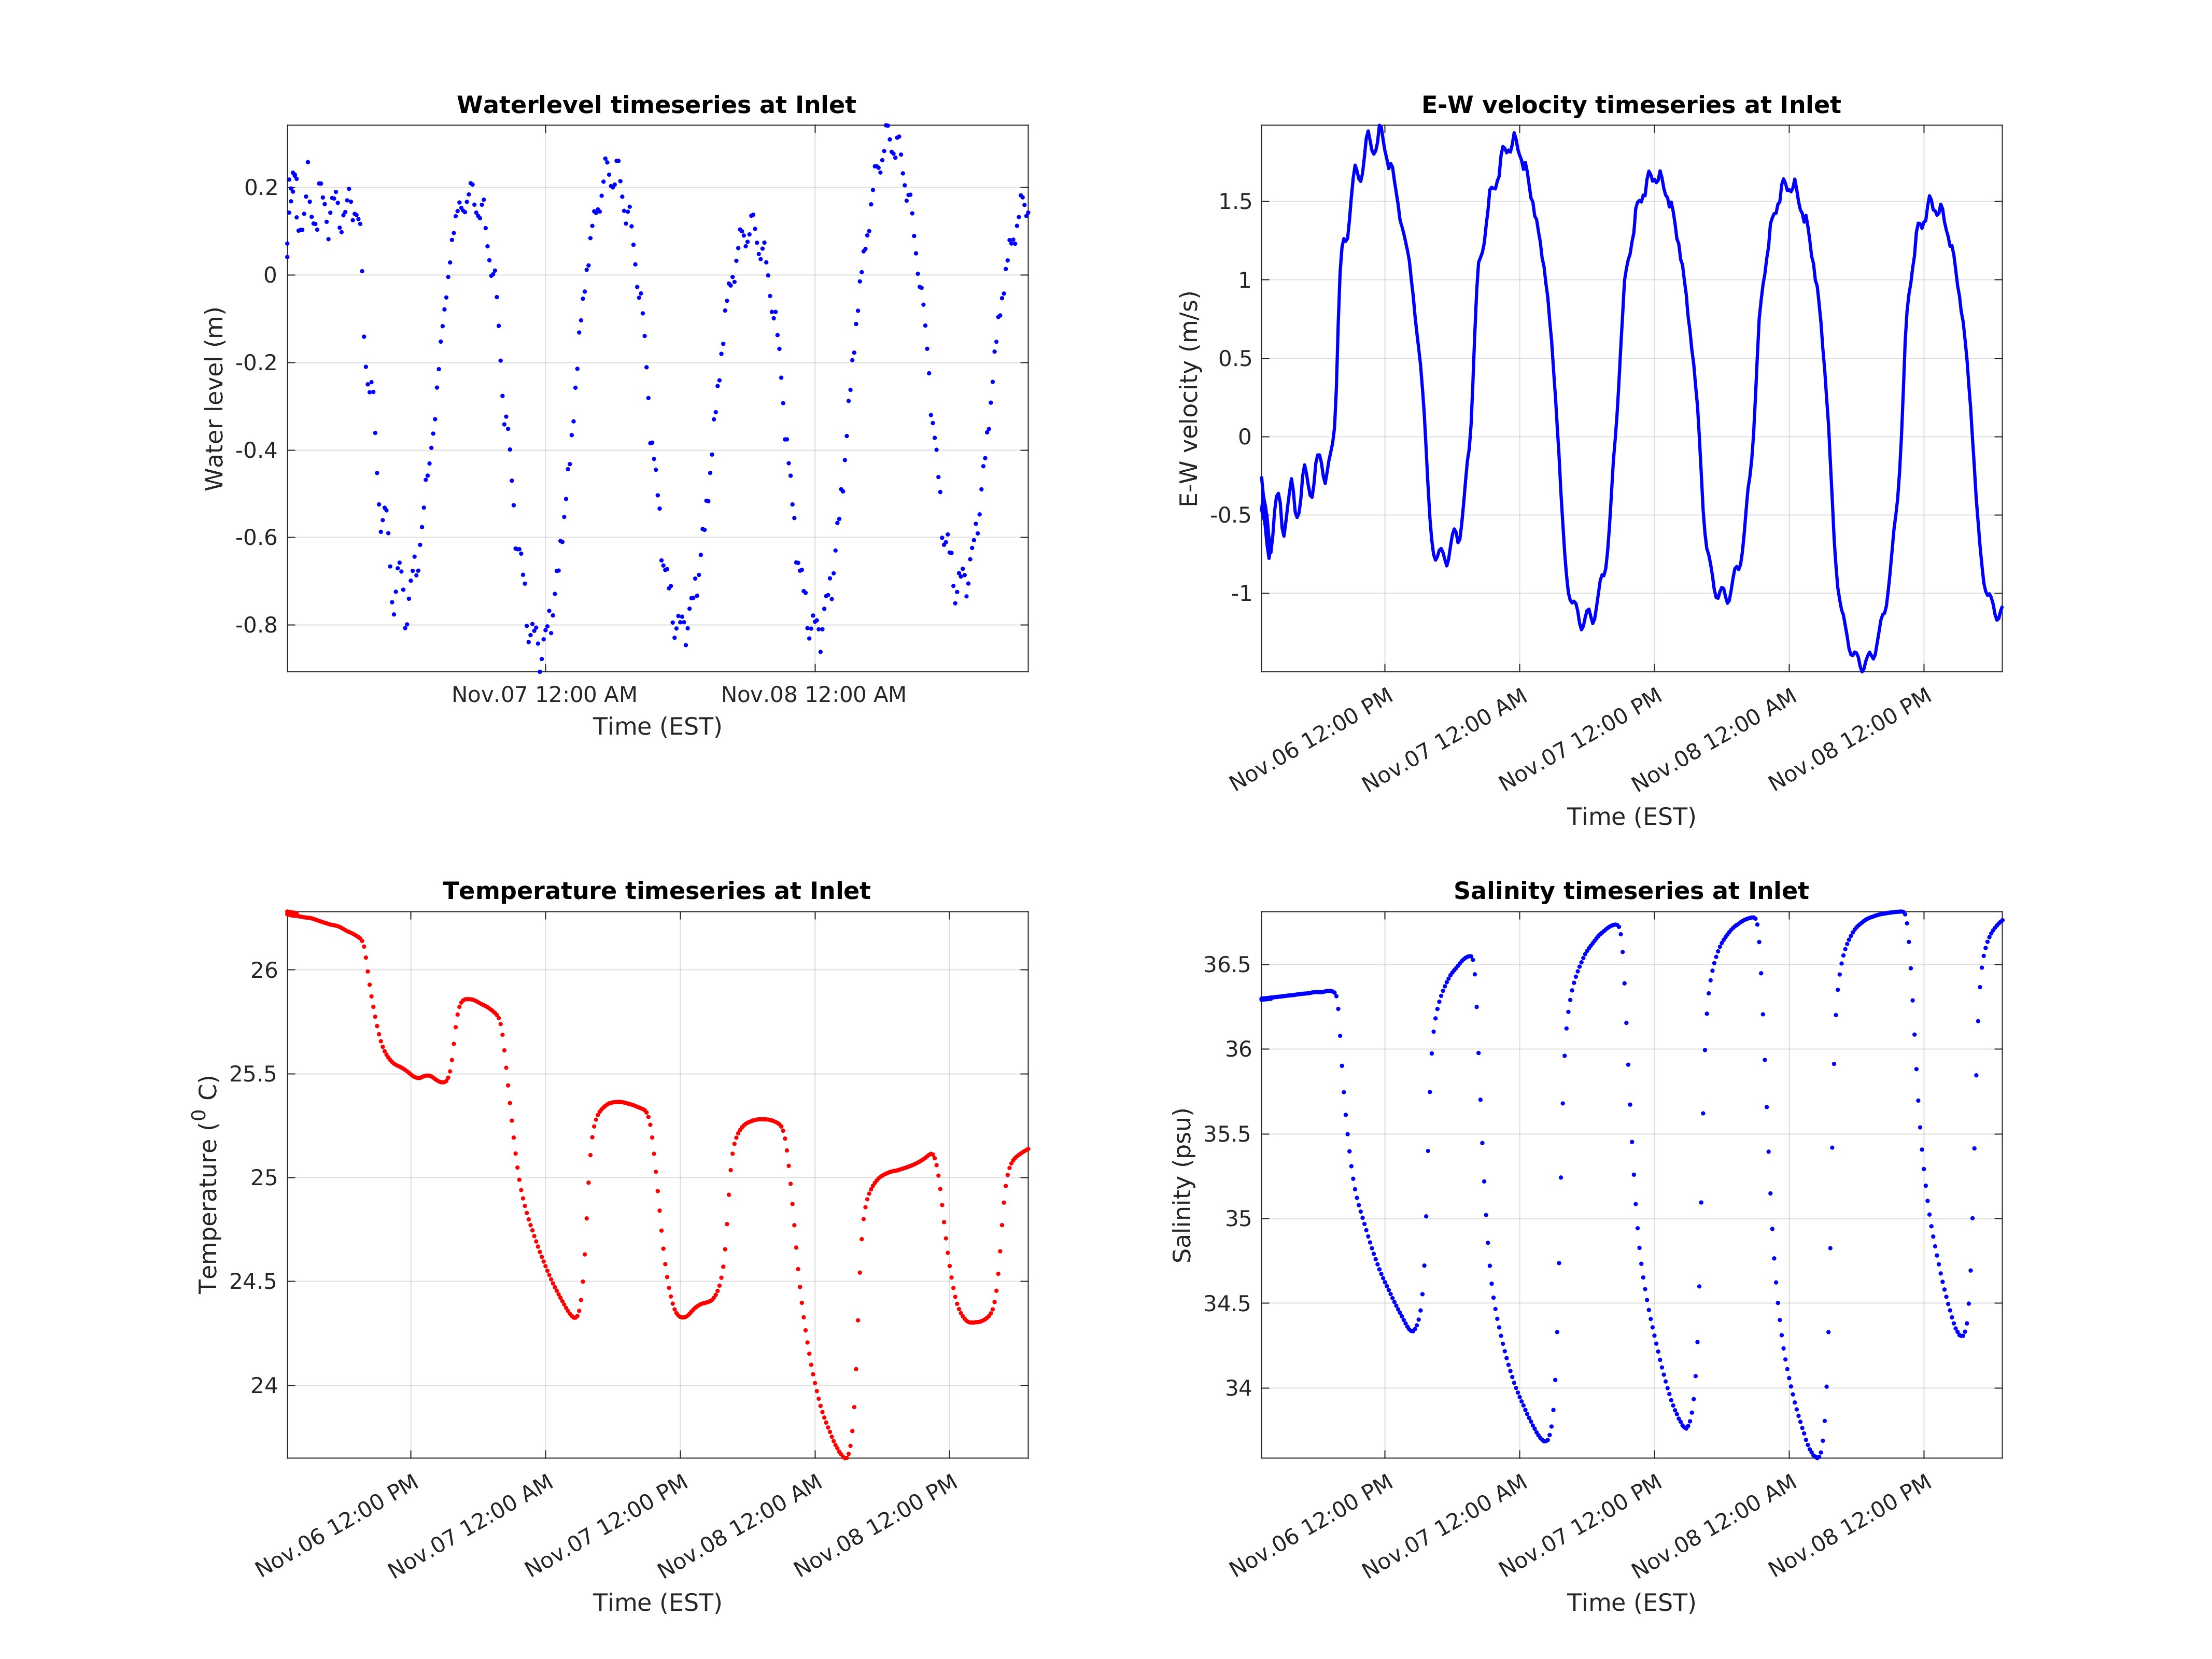 Waterlevel timeseries at Inlet
0.2
0
-0.2
-0.4
-0.6
-0.8
Water level (m)
Nov.07 12:00 AM
Nov.08 12:00 AM
Time (EST)
E-W velocity timeseries at Inlet
1.5
1
0.5
0
-0.5
-1
E-W velocity (m/s)
Nov.06 12:00 PM
Nov.07 12:00 AM
Nov.07 12:00 PM
Nov.08 12:00 AM
Nov.08 12:00 PM
Time (EST)
Temperature timeseries at Inlet
26
25.5
25
24.5
24
Temperature (⁰ C)
Nov.06 12:00 PM
Nov.07 12:00 AM
Nov.07 12:00 PM
Nov.08 12:00 AM
Nov.08 12:00 PM
Time (EST)
Salinity timeseries at Inlet
36.5
36
35.5
35
34.5
34
Salinity (psu)
Nov.06 12:00 PM
Nov.07 12:00 AM
Nov.07 12:00 PM
Nov.08 12:00 AM
Nov.08 12:00 PM
Time (EST)